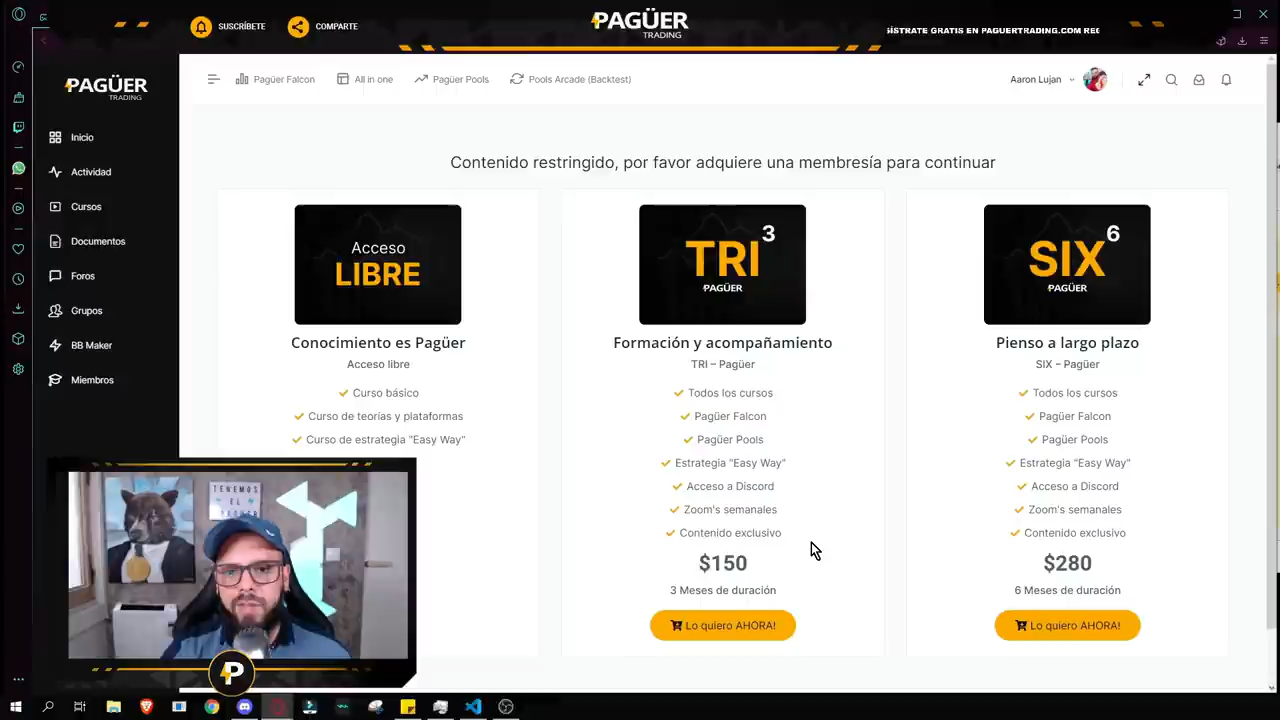 SUSCRÍBETE
COMPARTE
PAGÜER
TRADING
ÍSTRATE GRATIS EN PAGUERTRADING.COM REG
PAGÜER
TRADING
Pagüer Falcon
All in one
Pagüer Pools
Pools Arcade (Backtest)
Aaron Lujan
Inicio
Actividad
Cursos
Documentos
Foros
Grupos
BB Maker
Miembros
Contenido restringido, por favor adquiere una membresía para continuar
Acceso
LIBRE
Conocimiento es Pagüer
Acceso libre
Curso básico
Curso de teorías y plataformas
Curso de estrategia "Easy Way"
TRI 3
PAGÜER
Formación y acompañamiento
TRI – Pagüer
Todos los cursos
Pagüer Falcon
Pagüer Pools
Estrategia "Easy Way"
Acceso a Discord
Zoom's semanales
Contenido exclusivo
$150
3 Meses de duración
Lo quiero AHORA!
SIX 6
PAGÜER
Pienso a largo plazo
SIX – Pagüer
Todos los cursos
Pagüer Falcon
Pagüer Pools
Estrategia "Easy Way"
Acceso a Discord
Zoom's semanales
Contenido exclusivo
$280
6 Meses de duración
Lo quiero AHORA!
TENEMOS
EL
P